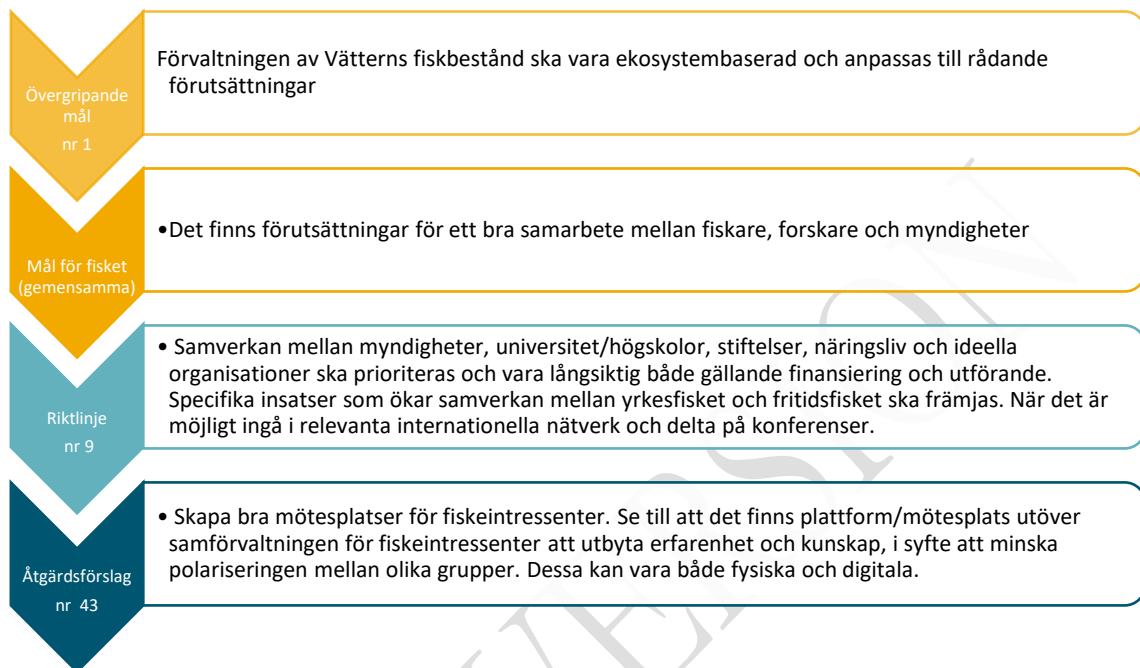 Övergripande
mål
nr 1
Förvaltningen av Vätterns fiskbestånd ska vara ekosystembaserad och anpassas till rådande
förutsättningar
Mål för fisket
(gemensamma)
•Det finns förutsättningar för ett bra samarbete mellan fiskare, forskare och myndigheter
Riktlinje
nr 9
• Samverkan mellan myndigheter, universitet/högskolor, stiftelser, näringsliv och ideella
organisationer ska prioriteras och vara långsiktig både gällande finansiering och utförande.
Specifika insatser som ökar samverkan mellan yrkesfisket och fritidsfisket ska främjas. När det är
möjligt ingå i relevanta internationella nätverk och delta på konferenser.
Åtgärdsförslag
nr 43
• Skapa bra mötesplatser för fiskeintressenter. Se till att det finns plattform/mötesplats utöver
samförvaltningen för fiskeintressenter att utbyta erfarenhet och kunskap, i syfte att minska
polariseringen mellan olika grupper. Dessa kan vara både fysiska och digitala.
VERSION